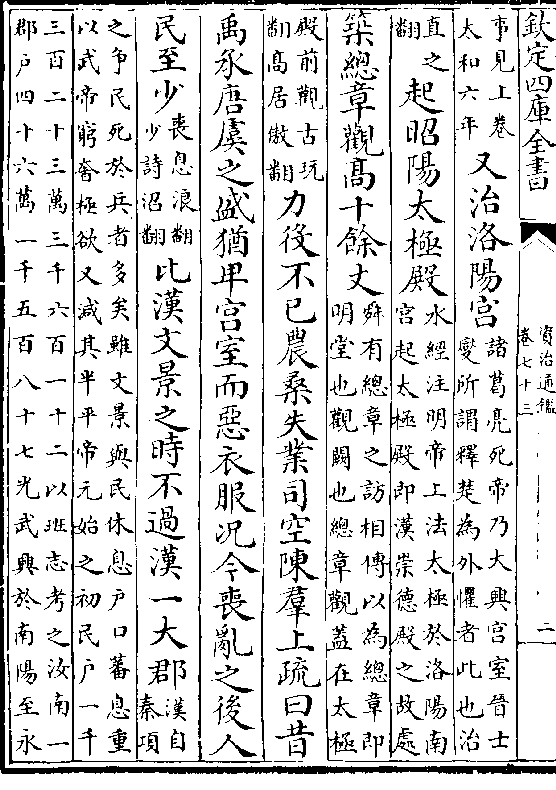 欽定四庫全書
資治通鑑
卷七十三
二
事見上卷
太和六年
又治洛陽宫
諸葛亮死帝乃大興宫室晉士
燮所謂釋楚為外懼者此也治
直之
翻
起昭陽太極殿
水經注明帝上法太極於洛陽南
宫起太極殿即漢崇德殿之故處
築總章觀高十餘丈
舜有總章之訪相傳以為總章即
明堂也觀闕也總章觀蓋在太極
殿前觀古玩
翻高居傲翻
力役不已農桑失業司空陳羣上疏曰昔
禹承唐虞之盛猶卑宫室而惡衣服况今喪亂之後人
民至少
喪息浪翻
少詩沼翻
比漢文景之時不過漢一大郡
漢自
秦項
之争民死於兵者多矣雖文景與民休息户口蕃息重
以武帝窮奢極欲又減其半平帝元始之初民户一千
三百二十三萬三千六百一十二以班志考之汝南一
郡户四十六萬一千五百八十七光武興於南陽至永